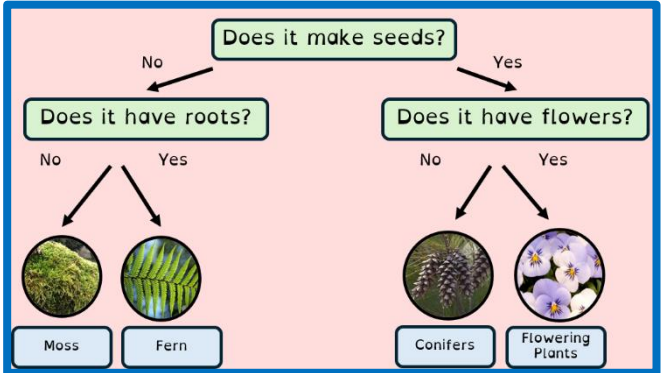 Does it make seeds?
No
Yes
Does it have roots?
Does it have flowers?
No
Yes
No
Yes
Moss
Fern
Conifers
Flowering
Plants